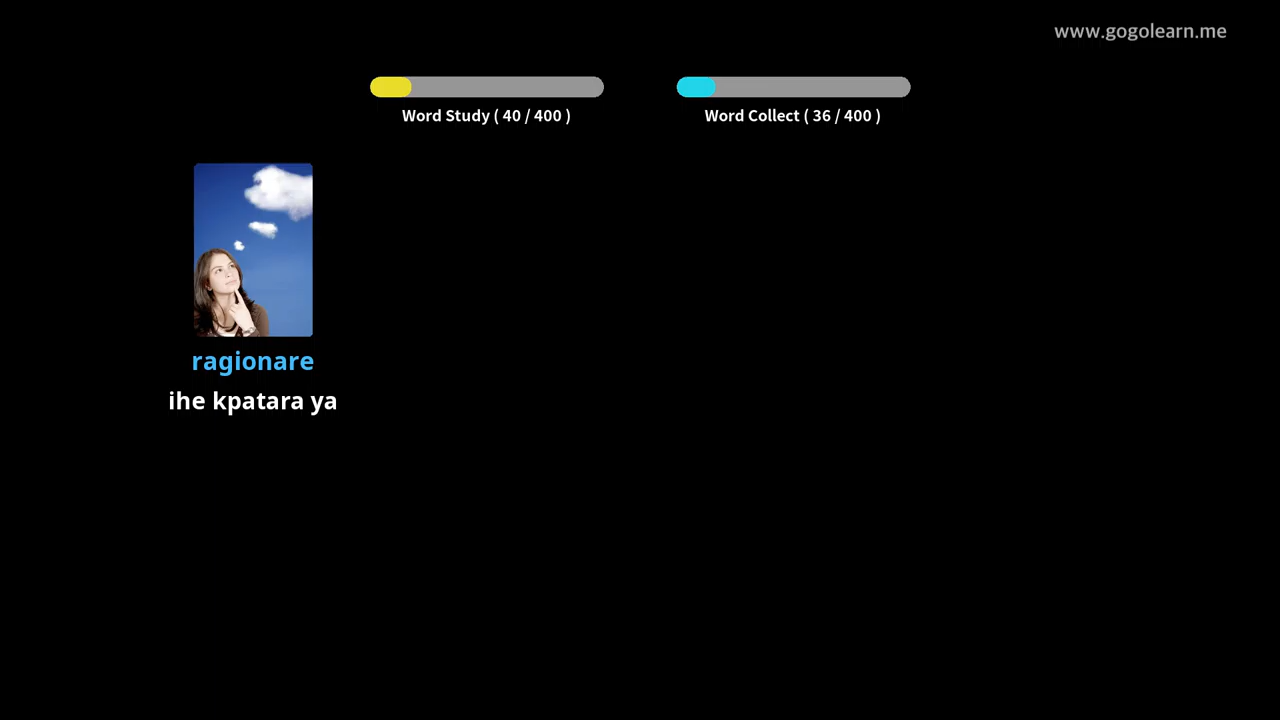 www.gogolearn.me
Word Study ( 40 / 400 )
Word Collect ( 36 / 400 )
ragionare
ihe kpatara ya